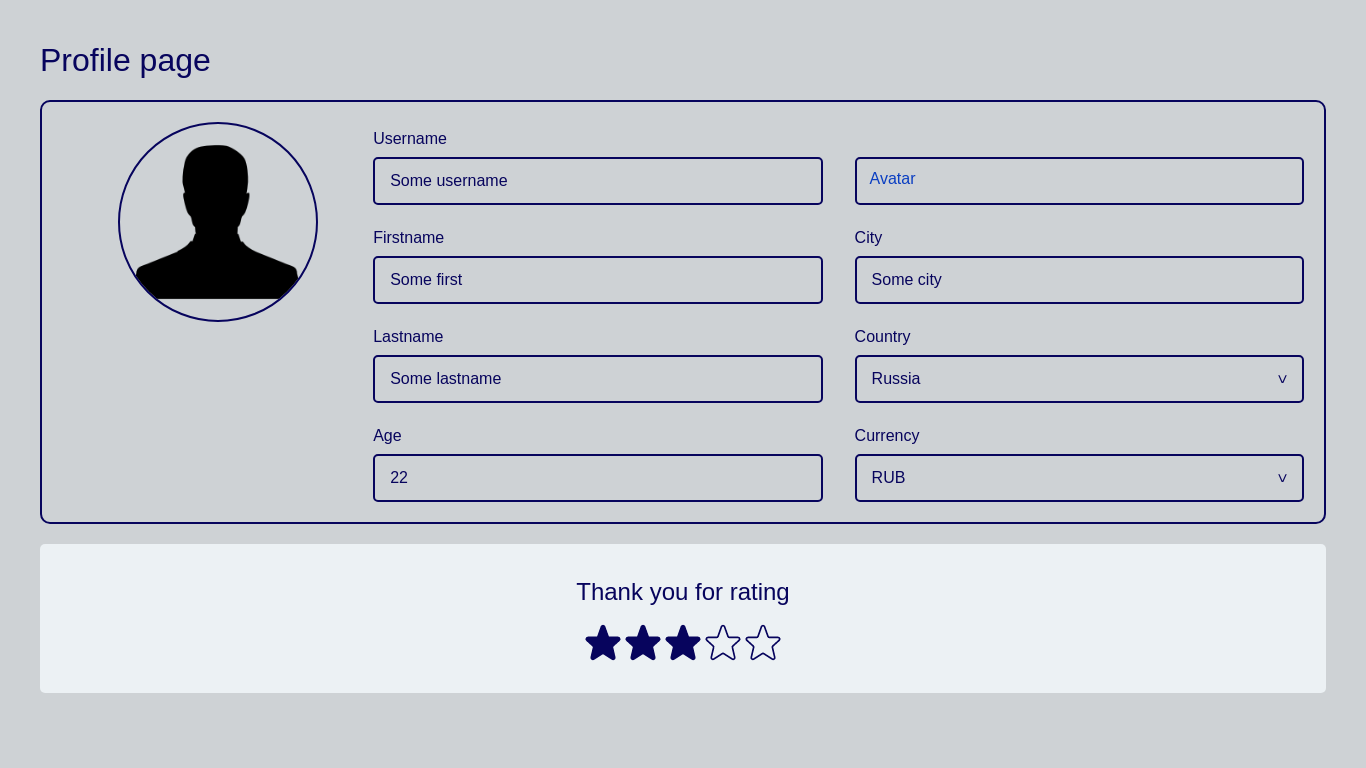 Profile page
Username
Some username
Avatar
Firstname
Some first
City
Some city
Lastname
Some lastname
Country
Russia
Age
22
Currency
RUB
Thank you for rating